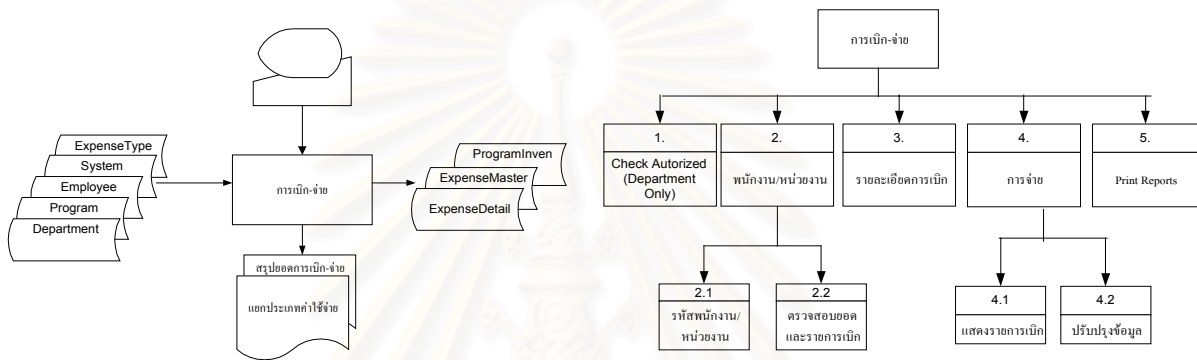 ExpenseType
System
Employee
Program
Department
การเบิก-จ่าย
ProgramInven
ExpenseMaster
ExpenseDetail
สรุปยอดการเบิก-จ่าย
แยกประเภทค่าใช้จ่าย
การเบิก-จ่าย
1.
Check Autorized
(Department
Only)
2.
พนักงาน/หน่วยงาน
3.
รายละเอียดการเบิก
4.
การจ่าย
5.
Print Reports
2.1
รหัสพนักงาน/
หน่วยงาน
2.2
ตรวจสอบยอด
และรายการเบิก
4.1
แสดงรายการเบิก
4.2
ปรับปรุงข้อมูล